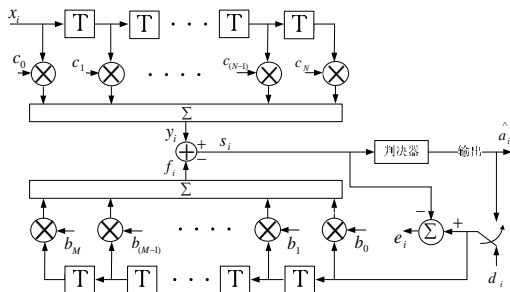 x_i T T · · · · T T
c_0 c_1 · · · · c_(N-1) c_N
Σ
y_i
+ − s_i 判决器 输出 â_i
f_i
Σ
− + Σ e_i
b_M b_(M-1) · · · · b_1 b_0
d_i
T T · · · · T T